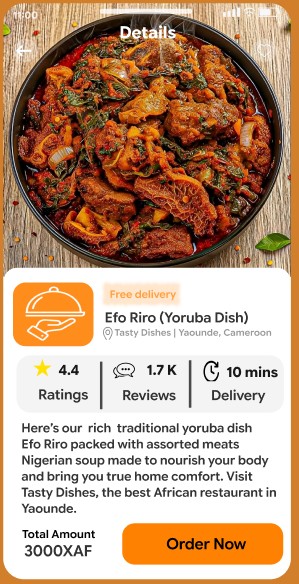 11:00
Details
Free delivery
Efo Riro (Yoruba Dish)
Tasty Dishes | Yaounde, Cameroon
4.4
Ratings
1.7 K
Reviews
10 mins
Delivery
Here's our rich traditional yoruba dish
Efo Riro packed with assorted meats
Nigerian soup made to nourish your body
and bring you true home comfort. Visit
Tasty Dishes, the best African restaurant in
Yaounde.
Total Amount
3000XAF
Order Now